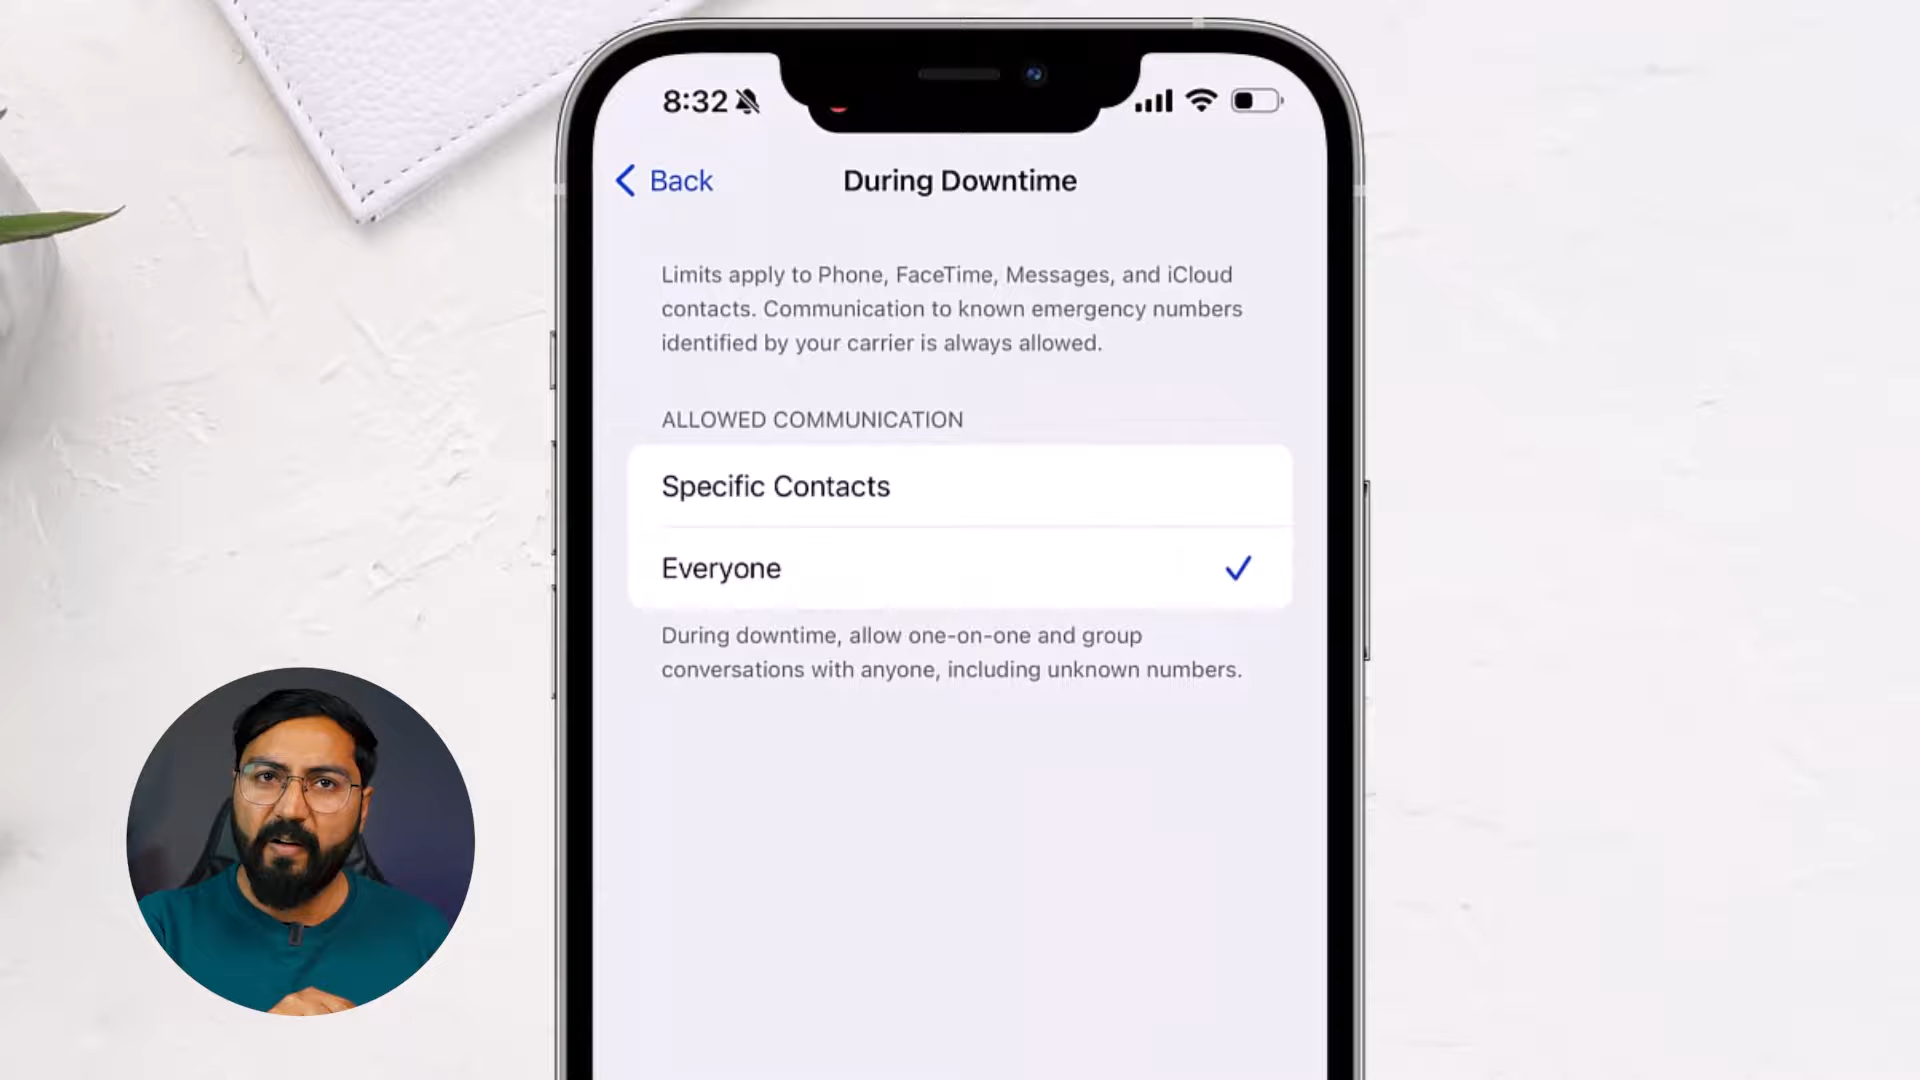 8:32
Back
During Downtime
Limits apply to Phone, FaceTime, Messages, and iCloud
contacts. Communication to known emergency numbers
identified by your carrier is always allowed.
ALLOWED COMMUNICATION
Specific Contacts
Everyone
During downtime, allow one-on-one and group
conversations with anyone, including unknown numbers.